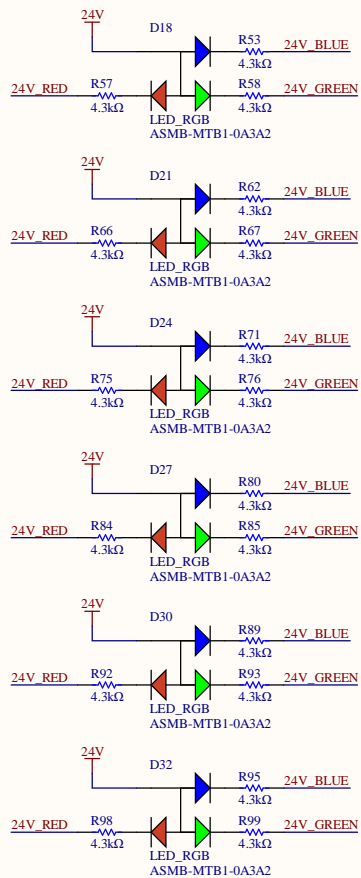 24V
D18
R53
24V_BLUE
4.3kΩ
24V_RED
R57
R58
24V_GREEN
4.3kΩ
4.3kΩ
LED_RGB
ASMB-MTB1-0A3A2
24V
D21
R62
24V_BLUE
4.3kΩ
24V_RED
R66
R67
24V_GREEN
4.3kΩ
4.3kΩ
LED_RGB
ASMB-MTB1-0A3A2
24V
D24
R71
24V_BLUE
4.3kΩ
24V_RED
R75
R76
24V_GREEN
4.3kΩ
4.3kΩ
LED_RGB
ASMB-MTB1-0A3A2
24V
D27
R80
24V_BLUE
4.3kΩ
24V_RED
R84
R85
24V_GREEN
4.3kΩ
4.3kΩ
LED_RGB
ASMB-MTB1-0A3A2
24V
D30
R89
24V_BLUE
4.3kΩ
24V_RED
R92
R93
24V_GREEN
4.3kΩ
4.3kΩ
LED_RGB
ASMB-MTB1-0A3A2
24V
D32
R95
24V_BLUE
4.3kΩ
24V_RED
R98
R99
24V_GREEN
4.3kΩ
4.3kΩ
LED_RGB
ASMB-MTB1-0A3A2